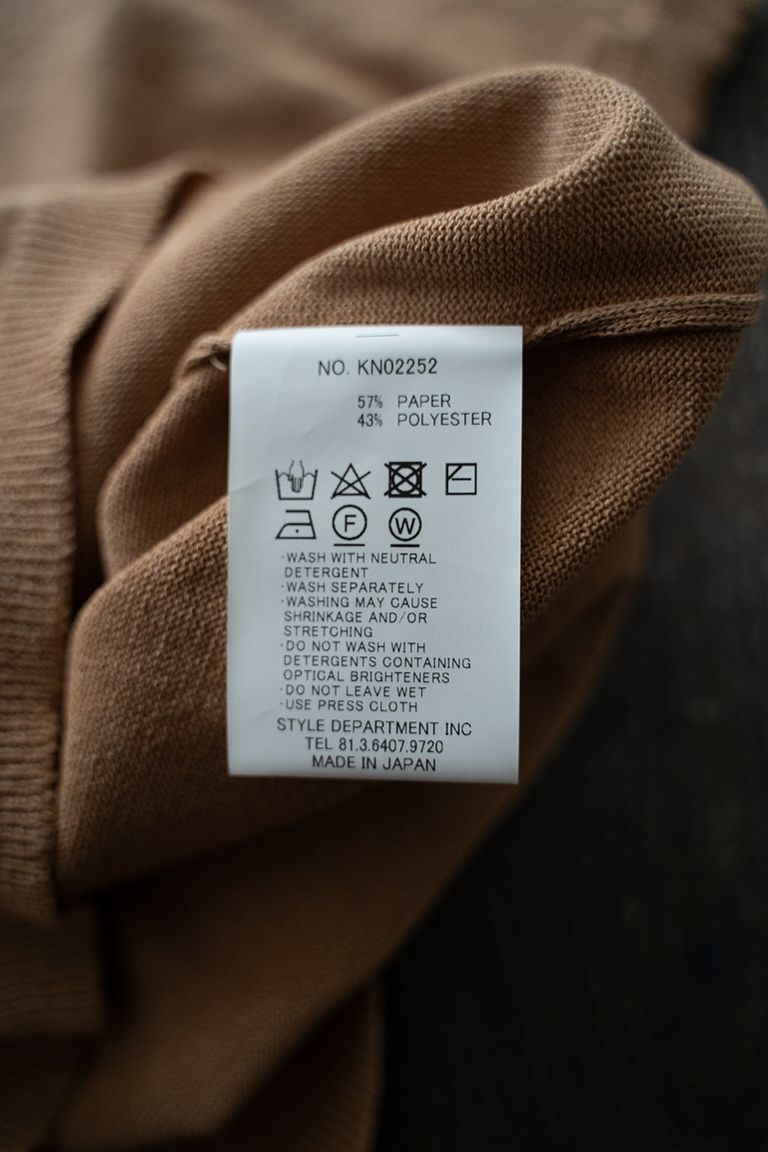 NO. KN02252
57% PAPER
43% POLYESTER
F W
·WASH WITH NEUTRAL
DETERGENT
·WASH SEPARATELY
·WASHING MAY CAUSE
SHRINKAGE AND/OR
STRETCHING
·DO NOT WASH WITH
DETERGENTS CONTAINING
OPTICAL BRIGHTENERS
·DO NOT LEAVE WET
·USE PRESS CLOTH
STYLE DEPARTMENT INC
TEL 81.3.6407.9720
MADE IN JAPAN